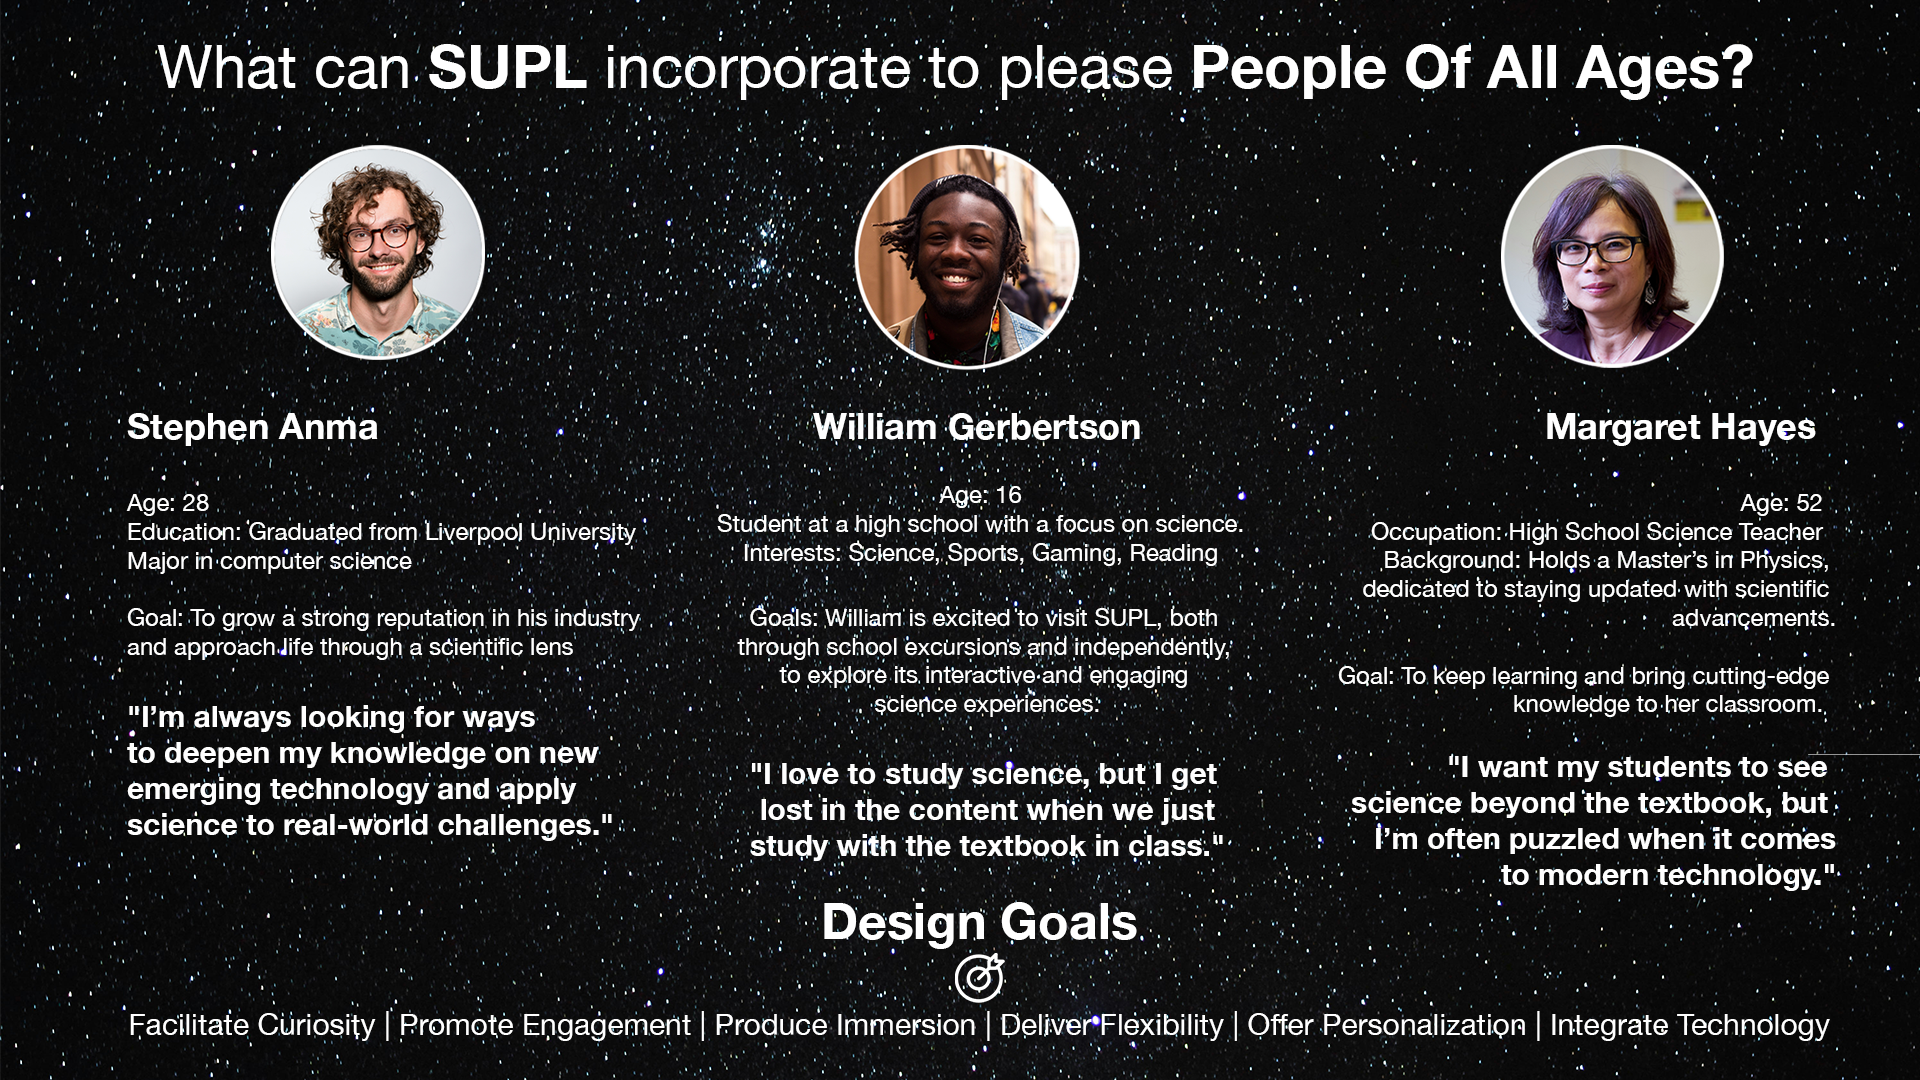 What can SUPL incorporate to please People Of All Ages?
Stephen Anma
Age: 28
Education: Graduated from Liverpool University
Major in computer science
Goal: To grow a strong reputation in his industry
and approach life through a scientific lens
"I’m always looking for ways
to deepen my knowledge on new
emerging technology and apply
science to real-world challenges."
William Gerbertson
Age: 16
Student at a high school with a focus on science.
Interests: Science, Sports, Gaming, Reading
Goals: William is excited to visit SUPL, both
through school excursions and independently,
to explore its interactive and engaging
science experiences.
"I love to study science, but I get
lost in the content when we just
study with the textbook in class."
Margaret Hayes
Age: 52
Occupation: High School Science Teacher
Background: Holds a Master’s in Physics,
dedicated to staying updated with scientific
advancements.
Goal: To keep learning and bring cutting-edge
knowledge to her classroom.
"I want my students to see
science beyond the textbook, but
I’m often puzzled when it comes
to modern technology."
Design Goals
Facilitate Curiosity | Promote Engagement | Produce Immersion | Deliver Flexibility | Offer Personalization | Integrate Technology